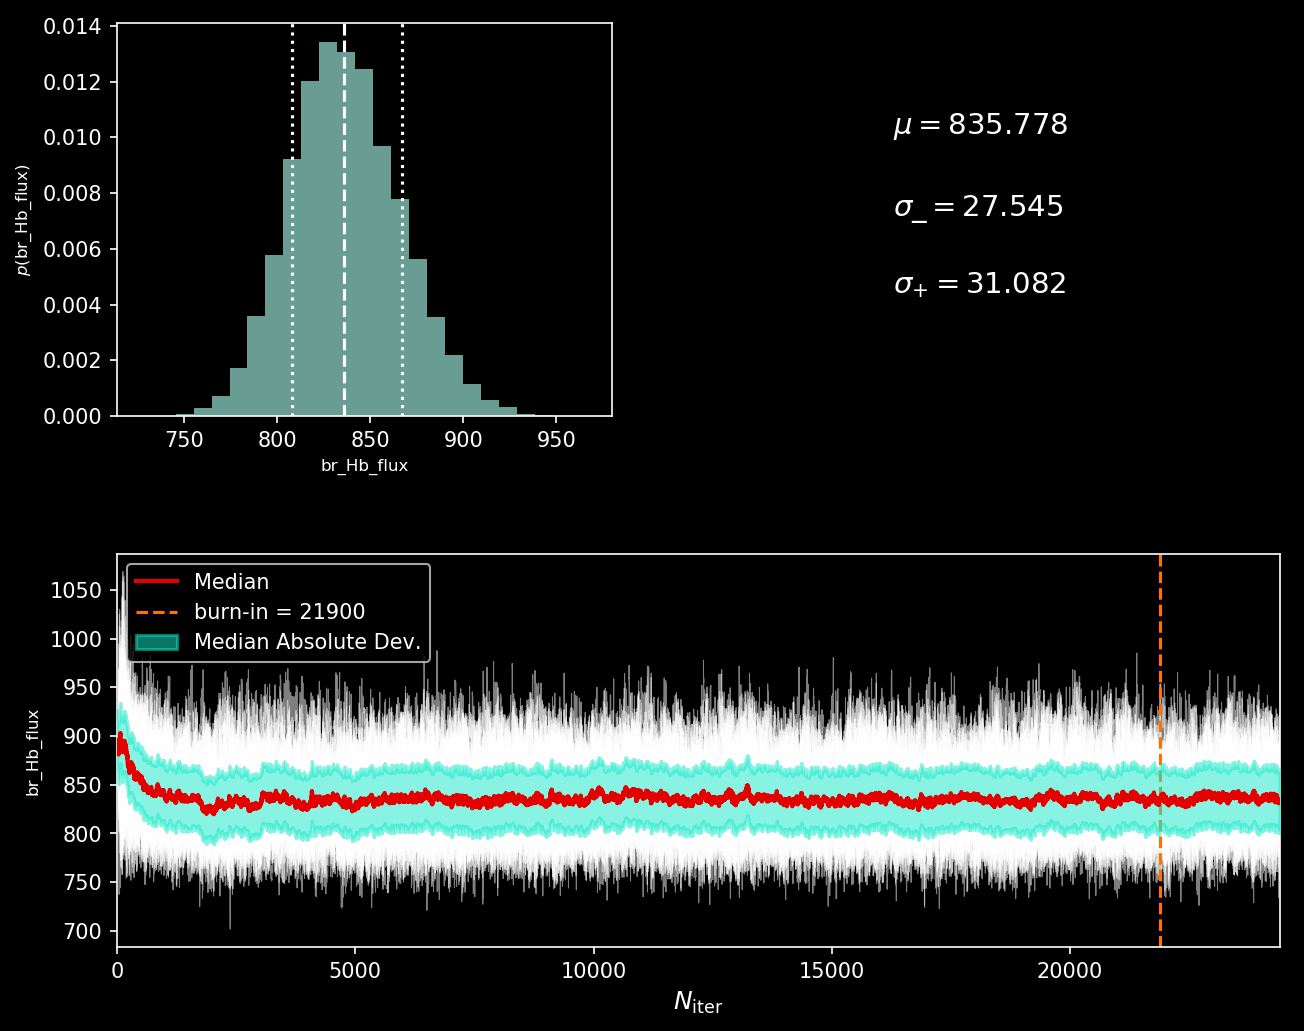 0.014
0.012
0.010
0.008
0.006
0.004
0.002
0.000
p(br_Hb_flux)
750 800 850 900 950
br_Hb_flux
μ = 835.778
σ_ = 27.545
σ+ = 31.082
1050
1000
950
900
850
800
750
700
br_Hb_flux
Median
burn-in = 21900
Median Absolute Dev.
0 5000 10000 15000 20000
Niter